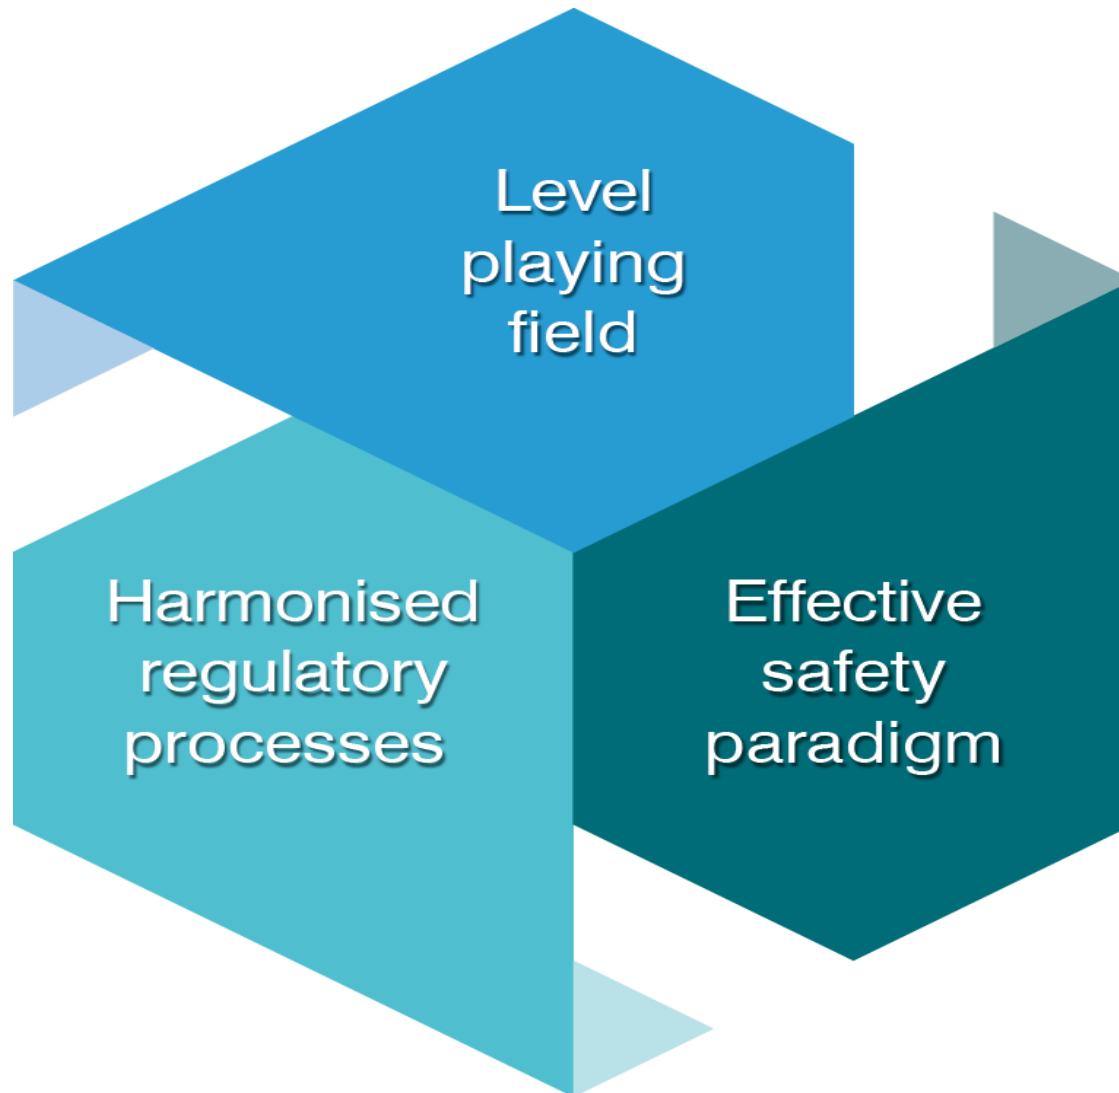 Level
playing
field
Harmonised
regulatory
processes
Effective
safety
paradigm